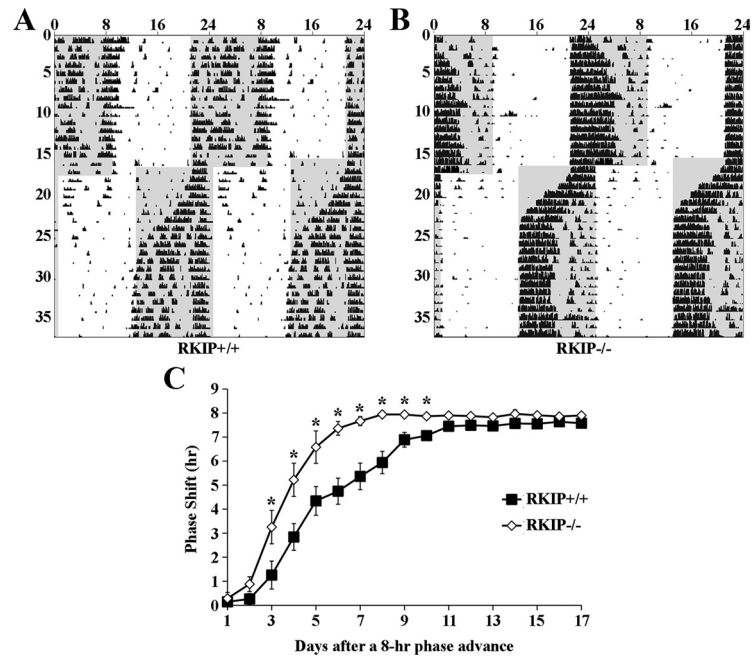 A
B
0 8 16 24 8 16 24
0 8 16 24 8 16 24
0
5
10
15
20
25
30
35
0
5
10
15
20
25
30
35
RKIP+/+
RKIP-/-
C
Phase Shift (hr)
9
8
7
6
5
4
3
2
1
0
* * * * * * * *
RKIP+/+
RKIP-/-
1 3 5 7 9 11 13 15 17
Days after a 8-hr phase advance